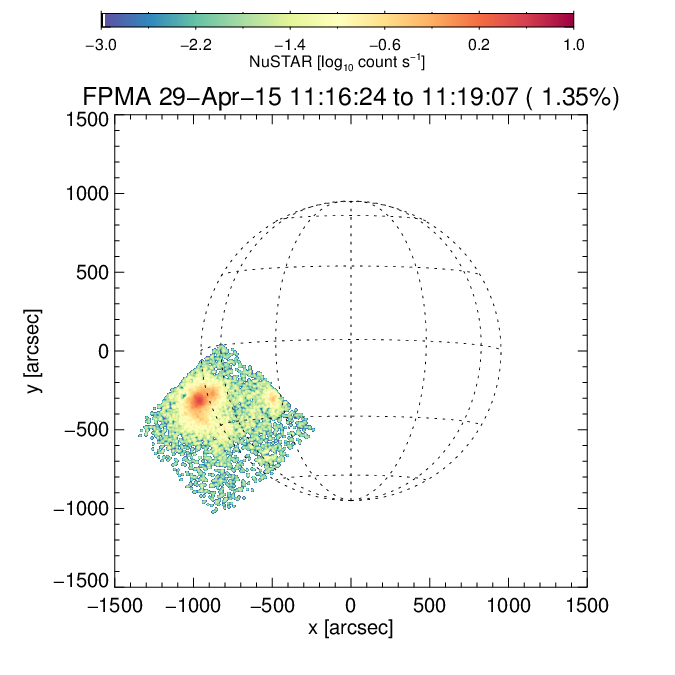 −3.0 −2.2 −1.4 −0.6 0.2 1.0
NuSTAR [log10 count s−1]
FPMA 29−Apr−15 11:16:24 to 11:19:07 ( 1.35%)
1500
1000
500
0
−500
−1000
−1500
y [arcsec]
−1500 −1000 −500 0 500 1000 1500
x [arcsec]